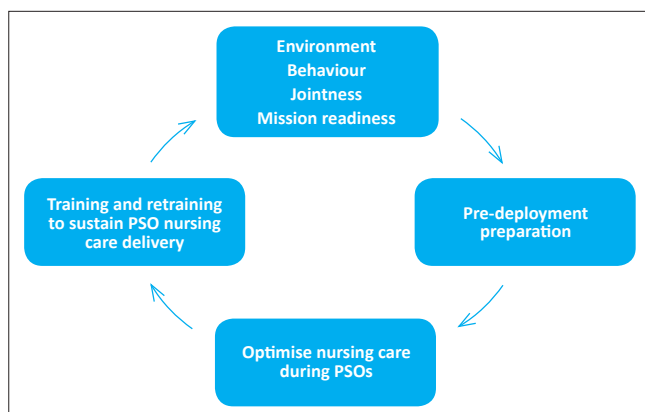 Environment
Behaviour
Jointness
Mission readiness
Pre-deployment
preparation
Optimise nursing care
during PSOs
Training and retraining
to sustain PSO nursing
care delivery